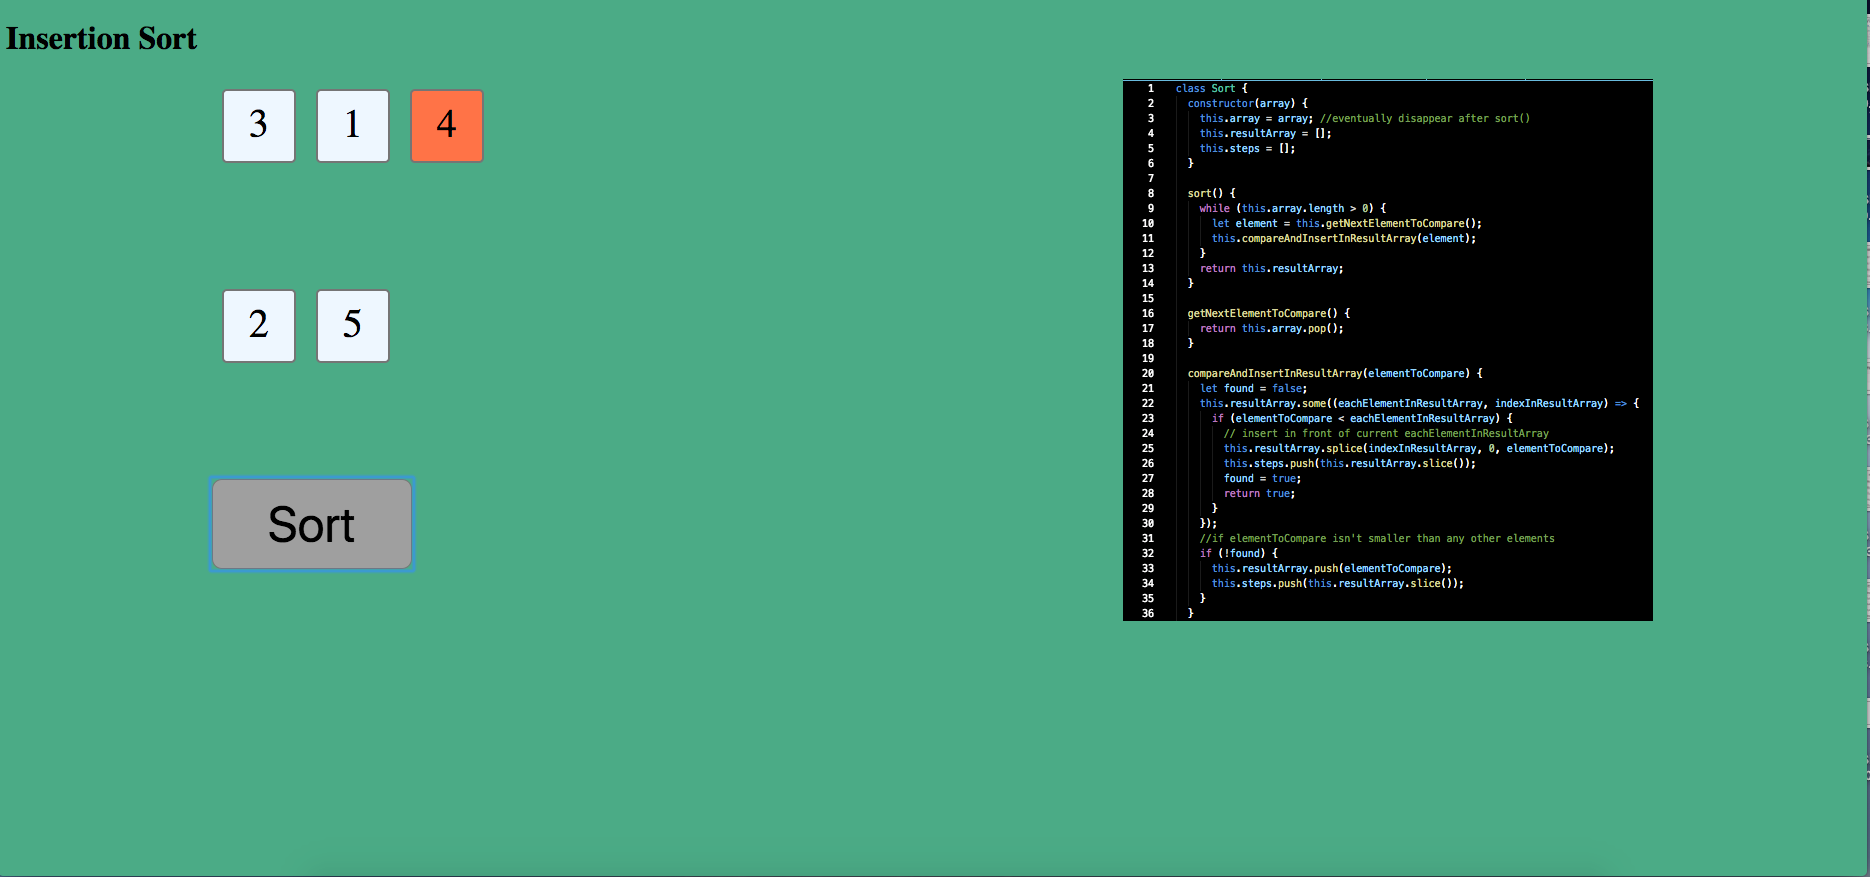 Insertion Sort
3 1 4
2 5
Sort
1 class Sort {
2 constructor(array) {
3 this.array = array; //eventually disappear after sort()
4 this.resultArray = [];
5 this.steps = [];
6 }
7
8 sort() {
9 while (this.array.length > 0) {
10 let element = this.getNextElementToCompare();
11 this.compareAndInsertInResultArray(element);
12 }
13 return this.resultArray;
14 }
15
16 getNextElementToCompare() {
17 return this.array.pop();
18 }
19
20 compareAndInsertInResultArray(elementToCompare) {
21 let found = false;
22 this.resultArray.some((eachElementInResultArray, indexInResultArray) => {
23 if (elementToCompare < eachElementInResultArray) {
24 // insert in front of current eachElementInResultArray
25 this.resultArray.splice(indexInResultArray, 0, elementToCompare);
26 this.steps.push(this.resultArray.slice());
27 found = true;
28 return true;
29 }
30 });
31 //if elementToCompare isn't smaller than any other elements
32 if (!found) {
33 this.resultArray.push(elementToCompare);
34 this.steps.push(this.resultArray.slice());
35 }
36 }